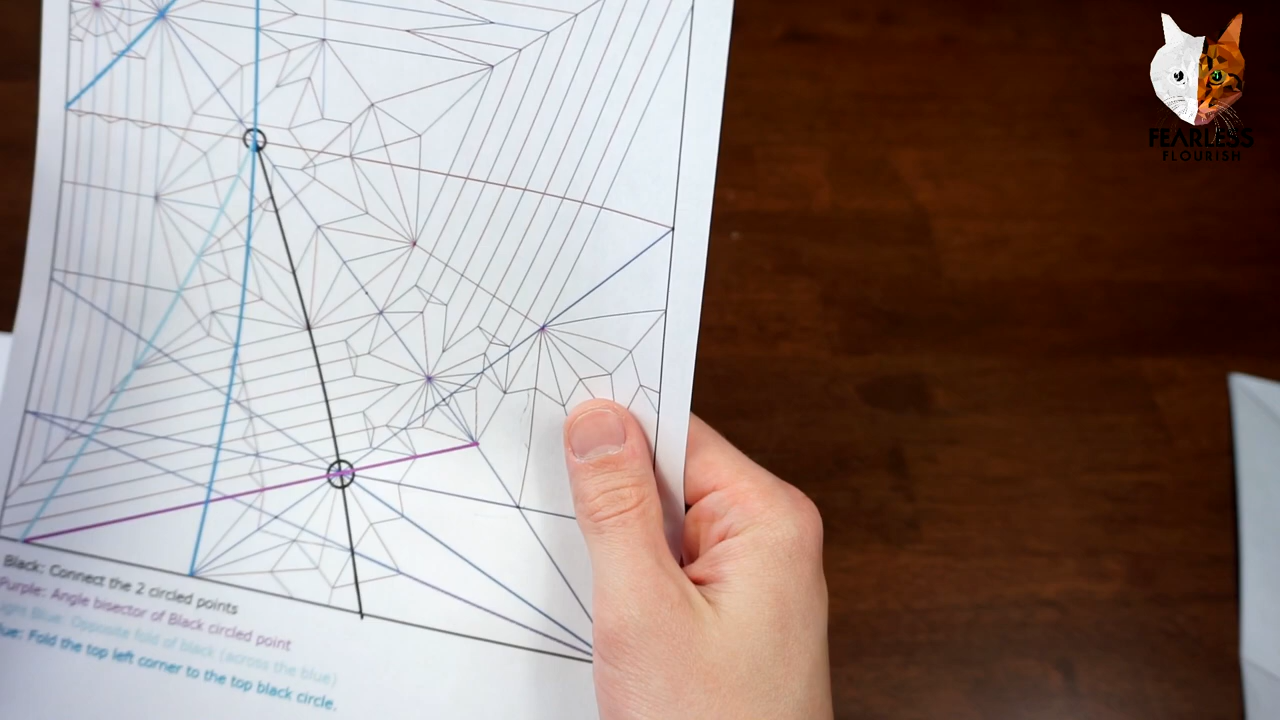 FEARLESS
FLOURISH
Black: Connect the 2 circled points
Purple: Angle bisector of Black circled point
Light Blue: Opposite fold of black (across the blue)
Blue: Fold the top left corner to the top black circle.